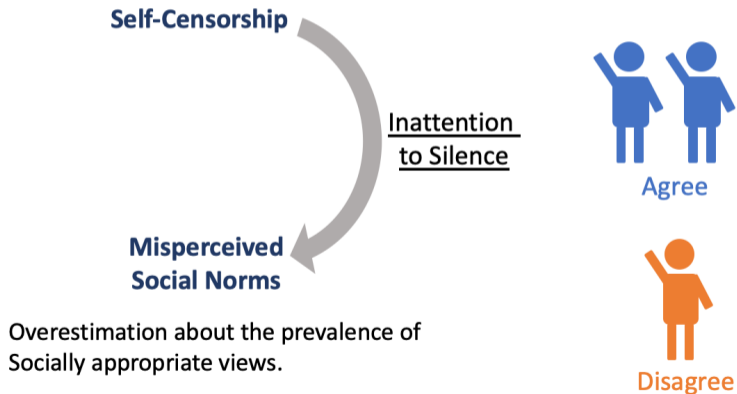 Self-Censorship
Inattention
to Silence
Misperceived
Social Norms
Overestimation about the prevalence of
Socially appropriate views.
Agree
Disagree